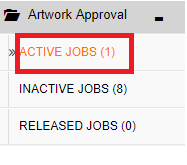 Artwork Approval -
» ACTIVE JOBS (1)
INACTIVE JOBS (8)
RELEASED JOBS (0)